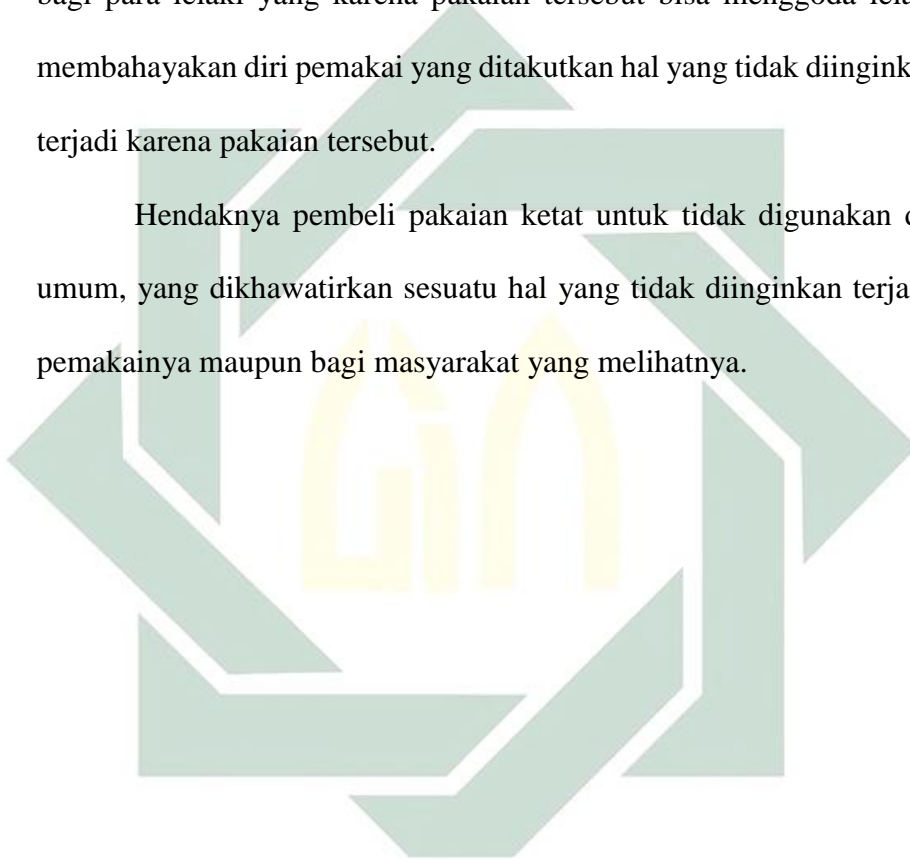 bagi para lelaki yang karena pakaian tersebut bisa menggoda
membahayakan diri pemakai yang ditakutkan hal yang tidak
terjadi karena pakaian tersebut.
Hendaknya pembeli pakaian ketat untuk tidak digunakan
umum, yang dikhawatirkan sesuatu hal yang tidak diinginkan
pemakainya maupun bagi masyarakat yang melihatnya.